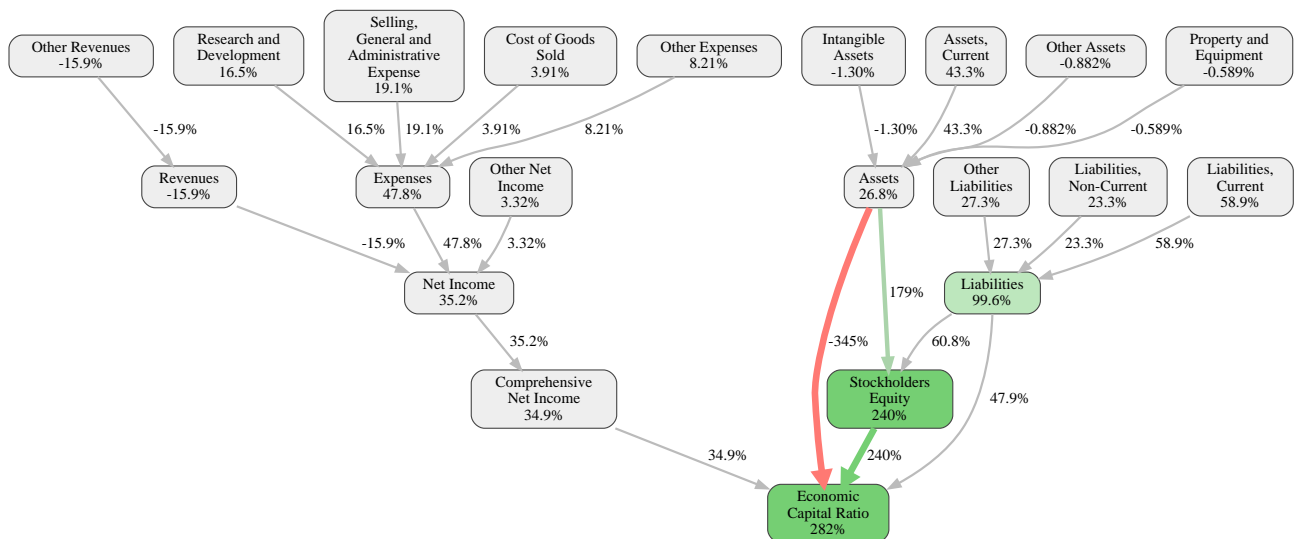 Other Revenues
-15.9%
Research and
Development
16.5%
Selling,
General and
Administrative
Expense
19.1%
Cost of Goods
Sold
3.91%
Other Expenses
8.21%
Intangible
Assets
-1.30%
Assets,
Current
43.3%
Other Assets
-0.882%
Property and
Equipment
-0.589%
-15.9%
16.5%
19.1%
3.91%
8.21%
-1.30%
43.3%
-0.882%
-0.589%
Revenues
-15.9%
Expenses
47.8%
Other Net
Income
3.32%
Assets
26.8%
Other
Liabilities
27.3%
Liabilities,
Non-Current
23.3%
Liabilities,
Current
58.9%
-15.9%
47.8%
3.32%
27.3%
23.3%
58.9%
Net Income
35.2%
179%
Liabilities
99.6%
35.2%
-345%
60.8%
Comprehensive
Net Income
34.9%
Stockholders
Equity
240%
47.9%
34.9%
240%
Economic
Capital Ratio
282%